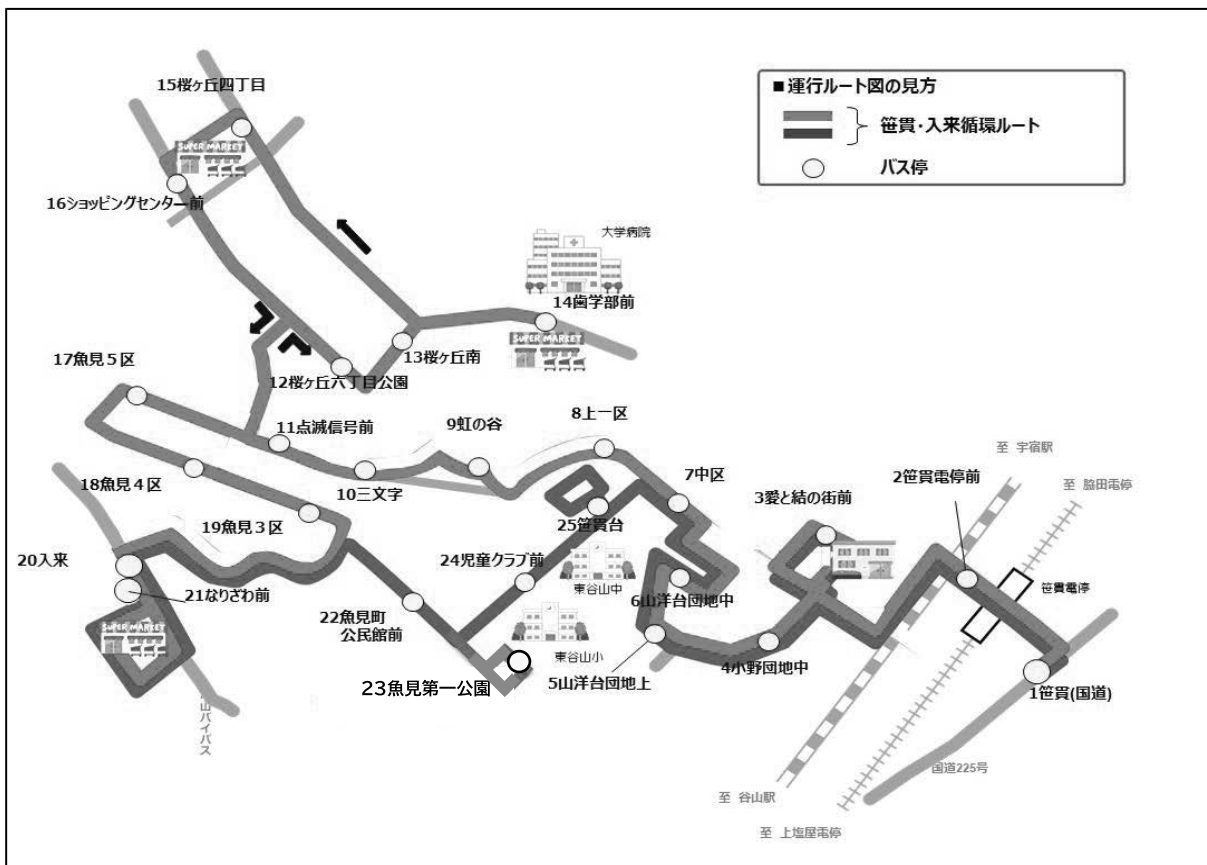 15桜ヶ丘四丁目
■運行ルート図の見方
笹貫・入来循環ルート
バス停
SUPER MARKET
16ショッピングセンター前
大学病院
14歯学部前
SUPER MARKET
13桜ヶ丘南
17魚見5区
12桜ヶ丘六丁目公園
8上一区
11点滅信号前
9虹の谷
至 宇宿駅
2笹貫電停前
至 脇田電停
18魚見4区
10三文字
7中区
3愛と結の街前
19魚見3区
25笹貫台
20入来
24児童クラブ前
21なりざわ前
東谷山中
6山洋台団地中
笹貫電停
22魚見町
公民館前
SUPER MARKET
東谷山小
5山洋台団地上
4小野団地中
23魚見第一公園
1笹貫(国道)
山バイパス
国道225号
至 谷山駅
至 上塩屋電停